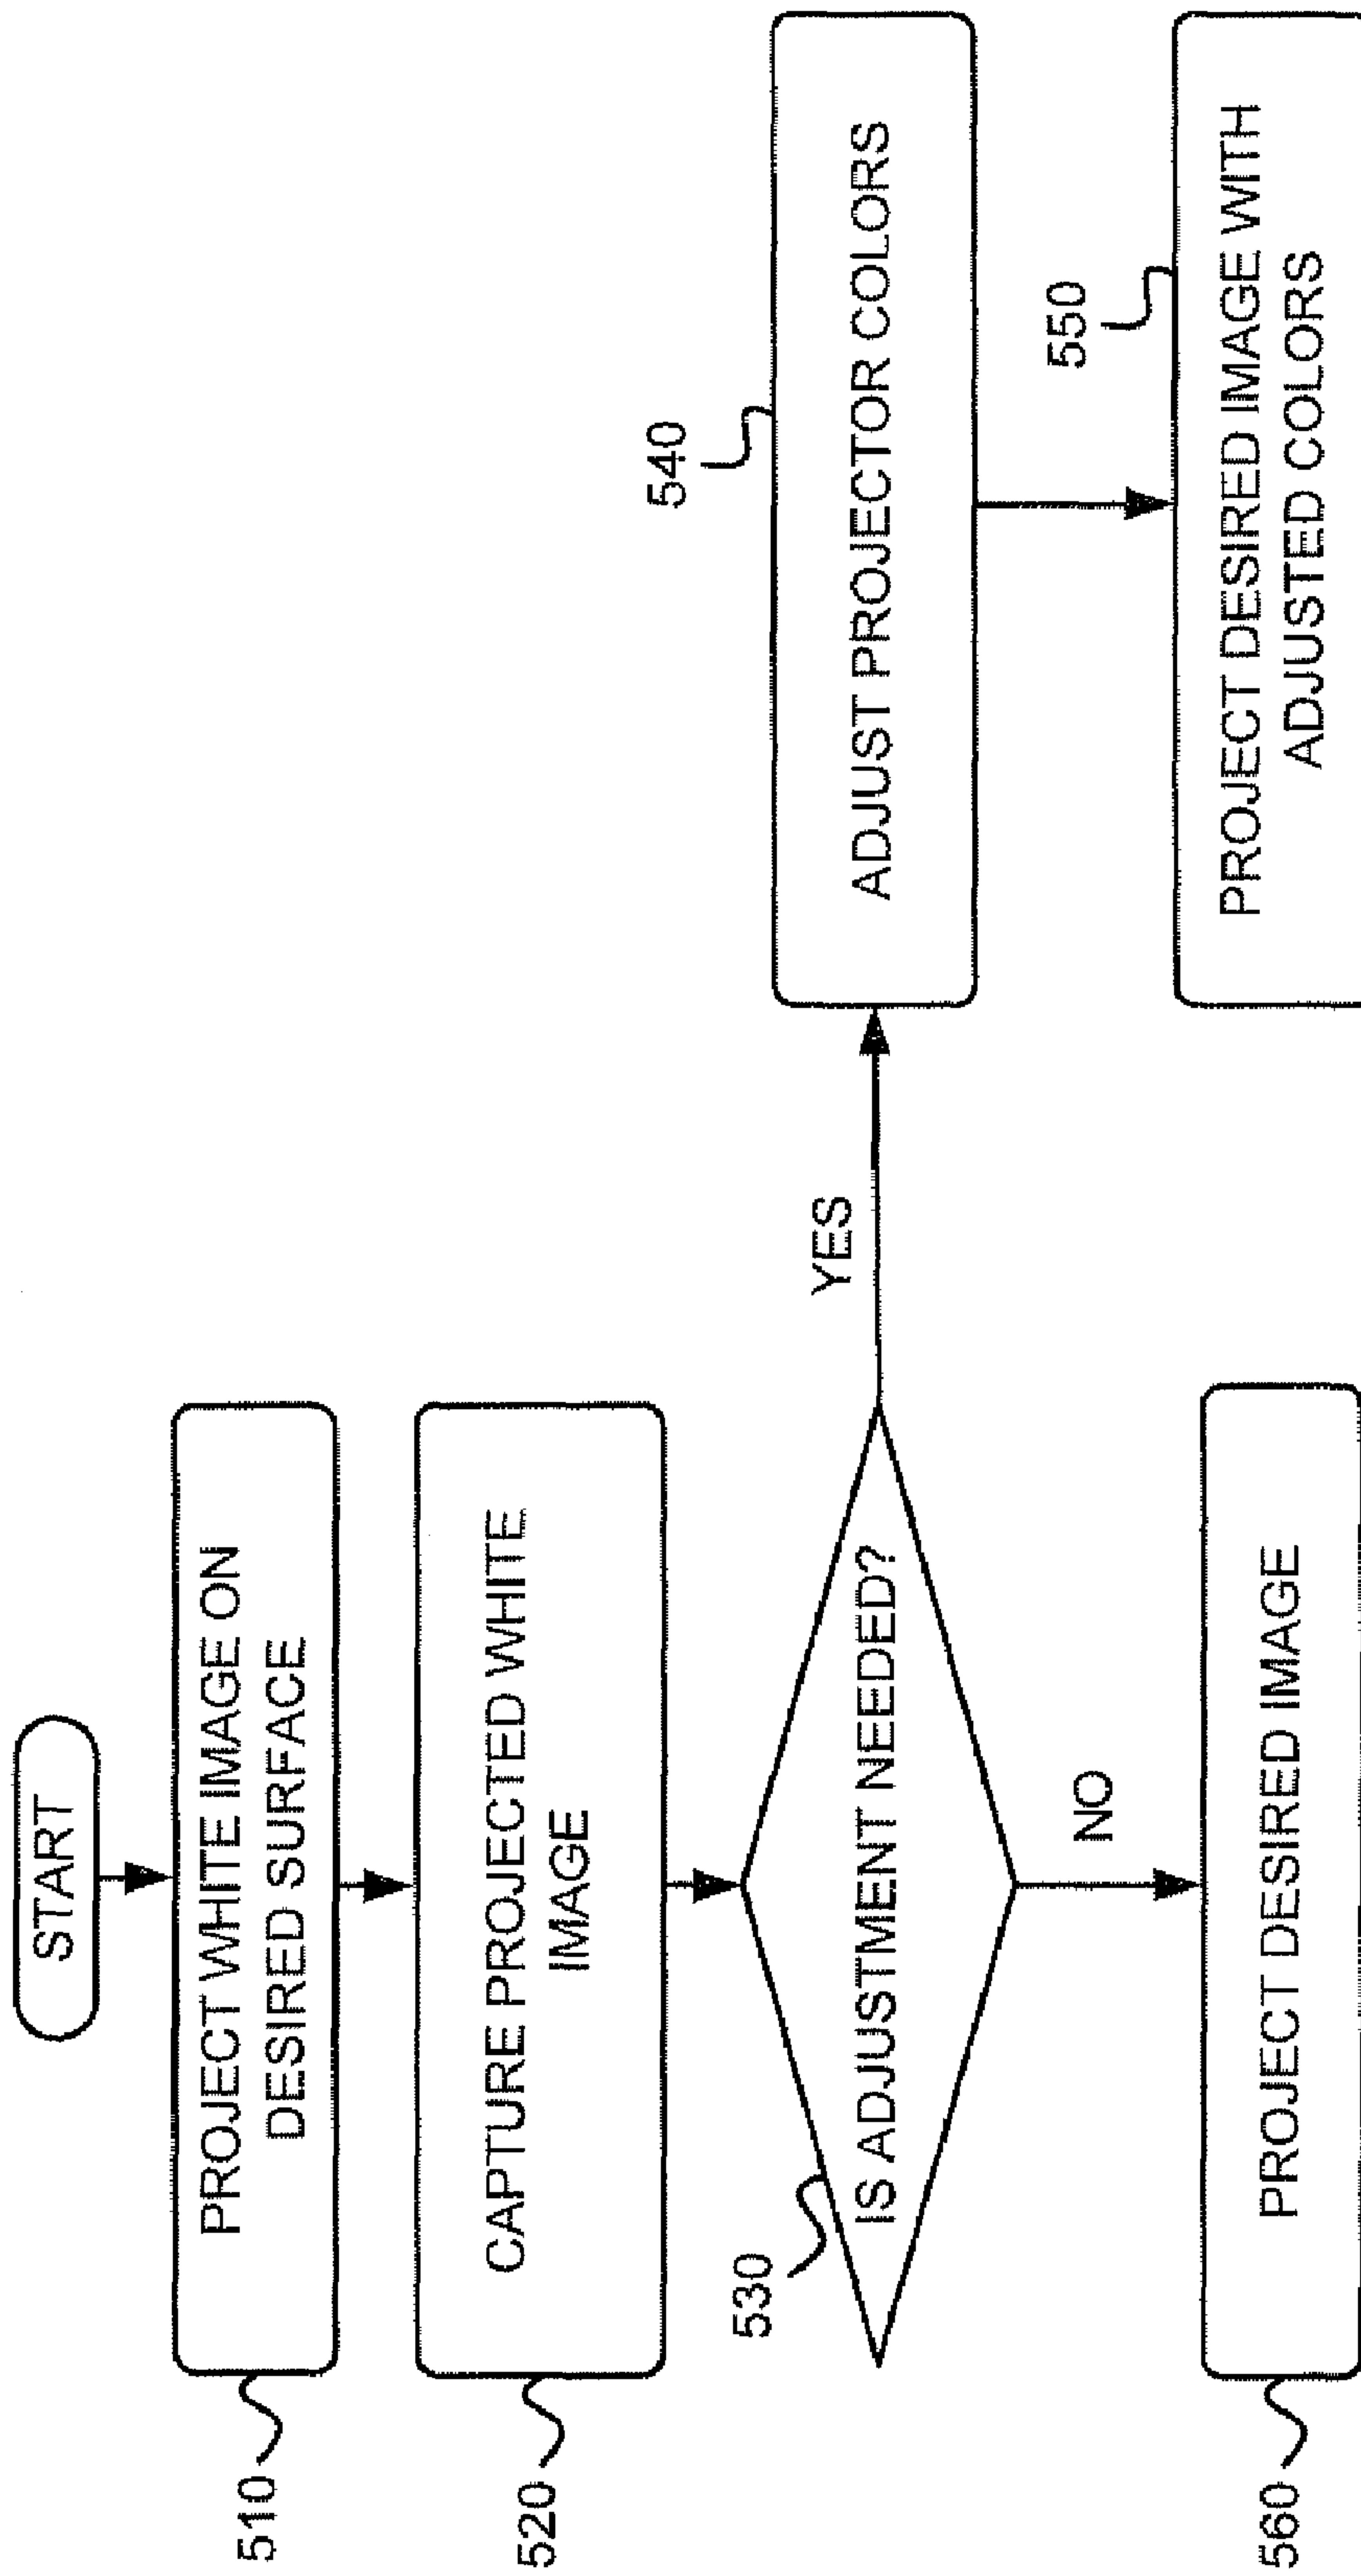 START
PROJECT WHITE IMAGE ON
DESIRED SURFACE
510
CAPTURE PROJECTED WHITE
IMAGE
520
530
IS ADJUSTMENT NEEDED?
YES
540
ADJUST PROJECTOR COLORS
550
PROJECT DESIRED IMAGE WITH
ADJUSTED COLORS
NO
PROJECT DESIRED IMAGE
560